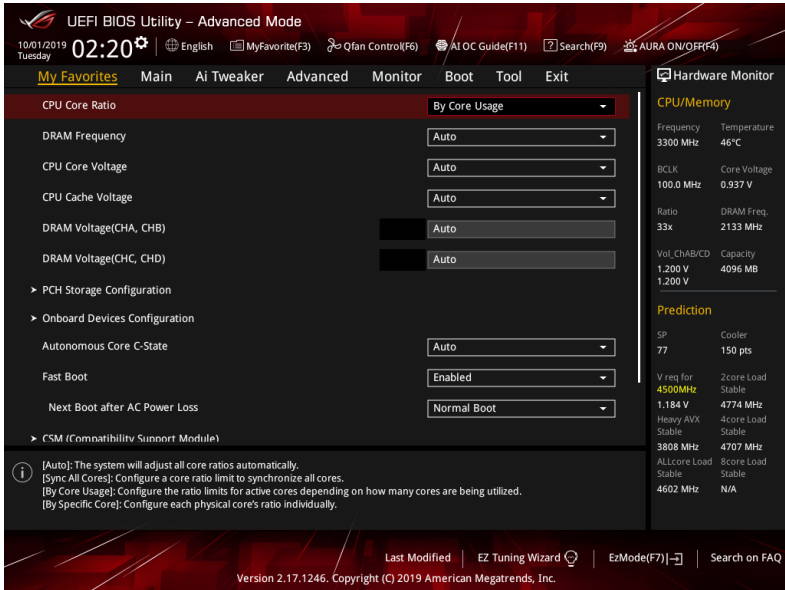 UEFI BIOS Utility – Advanced Mode
10/01/2019 Tuesday 02:20 English MyFavorite(F3) Qfan Control(F6) AI OC Guide(F11) ? Search(F9) AURA ON/OFF(F4)
My Favorites Main Ai Tweaker Advanced Monitor Boot Tool Exit
CPU Core Ratio By Core Usage
DRAM Frequency Auto
CPU Core Voltage Auto
CPU Cache Voltage Auto
DRAM Voltage(CHA, CHB) Auto
DRAM Voltage(CHC, CHD) Auto
➤ PCH Storage Configuration
➤ Onboard Devices Configuration
Autonomous Core C-State Auto
Fast Boot Enabled
Next Boot after AC Power Loss Normal Boot
➤ CSM (Compatibility Support Module)
i
[Auto]: The system will adjust all core ratios automatically.
[Sync All Cores]: Configure a core ratio limit to synchronize all cores.
[By Core Usage]: Configure the ratio limits for active cores depending on how many cores are being utilized.
[By Specific Core]: Configure each physical core's ratio individually.
Hardware Monitor
CPU/Memory
Frequency Temperature
3300 MHz 46°C
BCLK Core Voltage
100.0 MHz 0.937 V
Ratio DRAM Freq.
33x 2133 MHz
Vol_ChAB/CD Capacity
1.200 V 4096 MB
1.200 V
Prediction
SP Cooler
77 150 pts
V req for 2core Load
4500MHz Stable
1.184 V 4774 MHz
Heavy AVX 4core Load
Stable Stable
3808 MHz 4707 MHz
ALLcore Load 8core Load
Stable Stable
4602 MHz N/A
Last Modified EZ Tuning Wizard EzMode(F7) Search on FAQ
Version 2.17.1246. Copyright (C) 2019 American Megatrends, Inc.